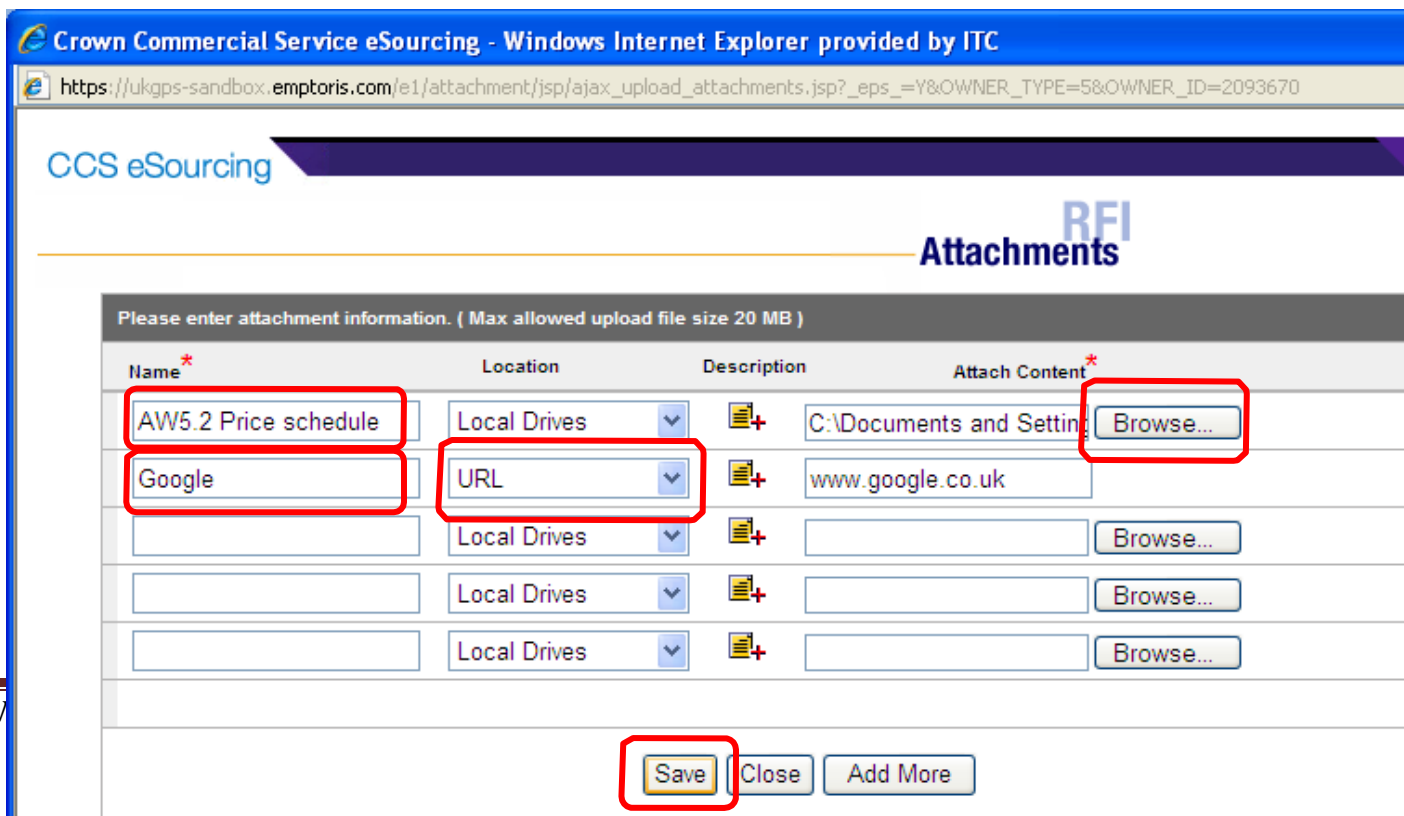 Crown Commercial Service eSourcing - Windows Internet Explorer provided by ITC
https://ukgps-sandbox.emptoris.com/e1/attachment/jsp/ajax_upload_attachments.jsp?_eps_=Y&OWNER_TYPE=5&OWNER_ID=2093670
CCS eSourcing
RFI
Attachments
Please enter attachment information. ( Max allowed upload file size 20 MB )
Name* Location Description Attach Content*
AW5.2 Price schedule Local Drives C:\Documents and Setting Browse...
Google URL www.google.co.uk
Local Drives Browse...
Local Drives Browse...
Local Drives Browse...
Save Close Add More